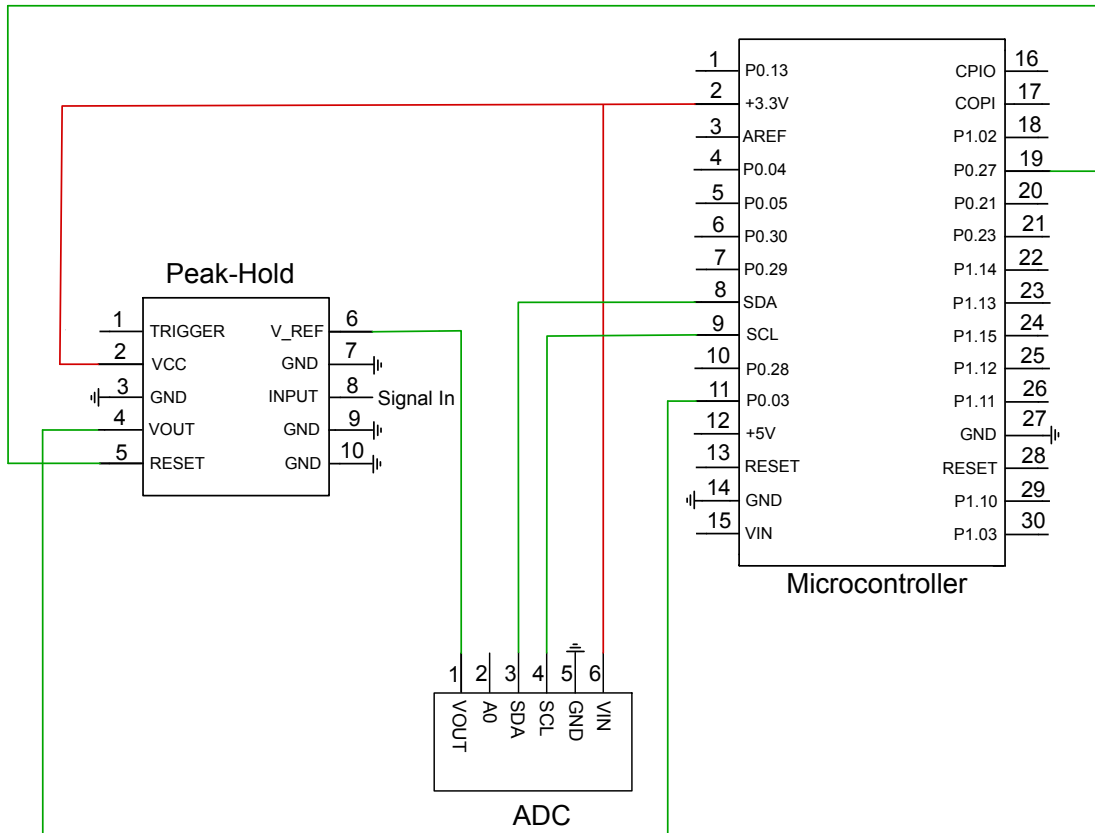 Microcontroller
1 P0.13
2 +3.3V
3 AREF
4 P0.04
5 P0.05
6 P0.30
7 P0.29
8 SDA
9 SCL
10 P0.28
11 P0.03
12 +5V
13 RESET
14 GND
15 VIN
CPIO 16
COPI 17
P1.02 18
P0.27 19
P0.21 20
P0.23 21
P1.14 22
P1.13 23
P1.15 24
P1.12 25
P1.11 26
GND 27
RESET 28
P1.10 29
P1.03 30
Peak-Hold
1 TRIGGER
2 VCC
3 GND
4 VOUT
5 RESET
V_REF 6
GND 7
INPUT 8 Signal In
GND 9
GND 10
1 VOUT
2 A0
3 SDA
4 SCL
5 GND
6 VIN
ADC